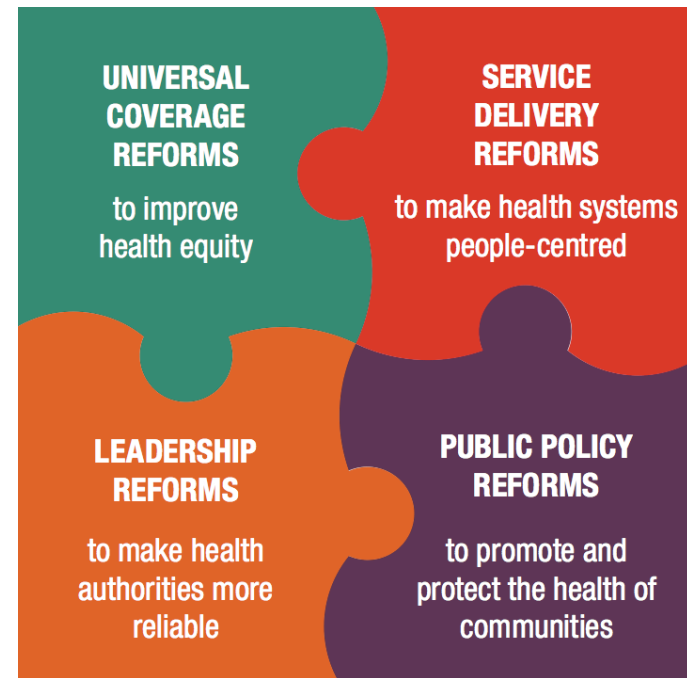 UNIVERSAL
COVERAGE
REFORMS
to improve
health equity
SERVICE
DELIVERY
REFORMS
to make health systems
people-centred
LEADERSHIP
REFORMS
to make health
authorities more
reliable
PUBLIC POLICY
REFORMS
to promote and
protect the health of
communities